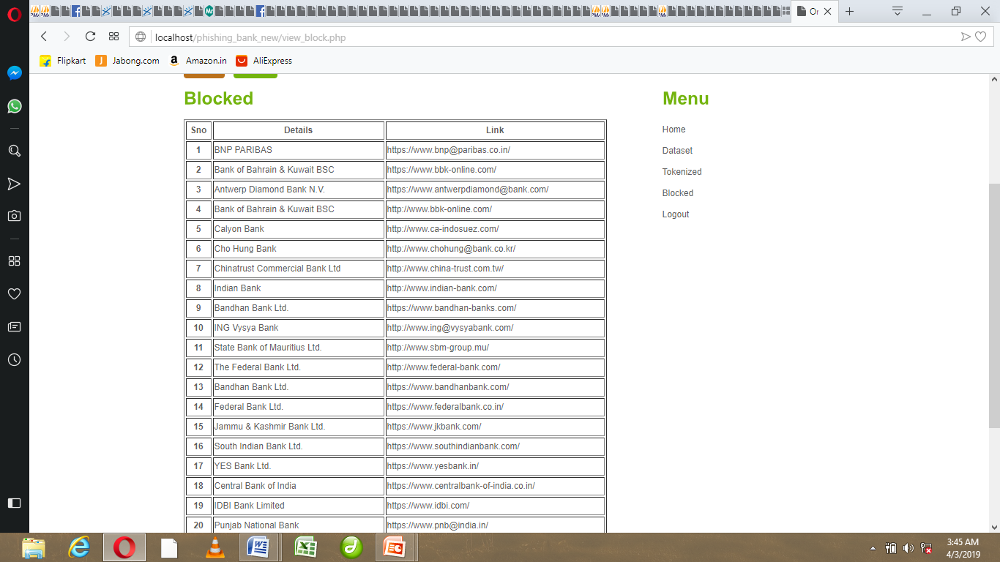 Or
localhost/phishing_bank_new/view_block.php
Flipkart Jabong.com Amazon.in AliExpress
Blocked
Menu
Home
Dataset
Tokenized
Blocked
Logout
Sno Details Link
1 BNP PARIBAS https://www.bnp@paribas.co.in/
2 Bank of Bahrain & Kuwait BSC https://www.bbk-online.com/
3 Antwerp Diamond Bank N.V. https://www.antwerpdiamond@bank.com/
4 Bank of Bahrain & Kuwait BSC http://www.bbk-online.com/
5 Calyon Bank http://www.ca-indosuez.com/
6 Cho Hung Bank http://www.chohung@bank.co.kr/
7 Chinatrust Commercial Bank Ltd http://www.china-trust.com.tw/
8 Indian Bank http://www.indian-bank.com/
9 Bandhan Bank Ltd. https://www.bandhan-banks.com/
10 ING Vysya Bank http://www.ing@vysyabank.com/
11 State Bank of Mauritius Ltd. http://www.sbm-group.mu/
12 The Federal Bank Ltd. http://www.federal-bank.com/
13 Bandhan Bank Ltd. https://www.bandhanbank.com/
14 Federal Bank Ltd. https://www.federalbank.co.in/
15 Jammu & Kashmir Bank Ltd. https://www.jkbank.com/
16 South Indian Bank Ltd. https://www.southindianbank.com/
17 YES Bank Ltd. https://www.yesbank.in/
18 Central Bank of India https://www.centralbank-of-india.co.in/
19 IDBI Bank Limited https://www.idbi.com/
20 Punjab National Bank https://www.pnb@india.in/
3:45 AM
4/3/2019